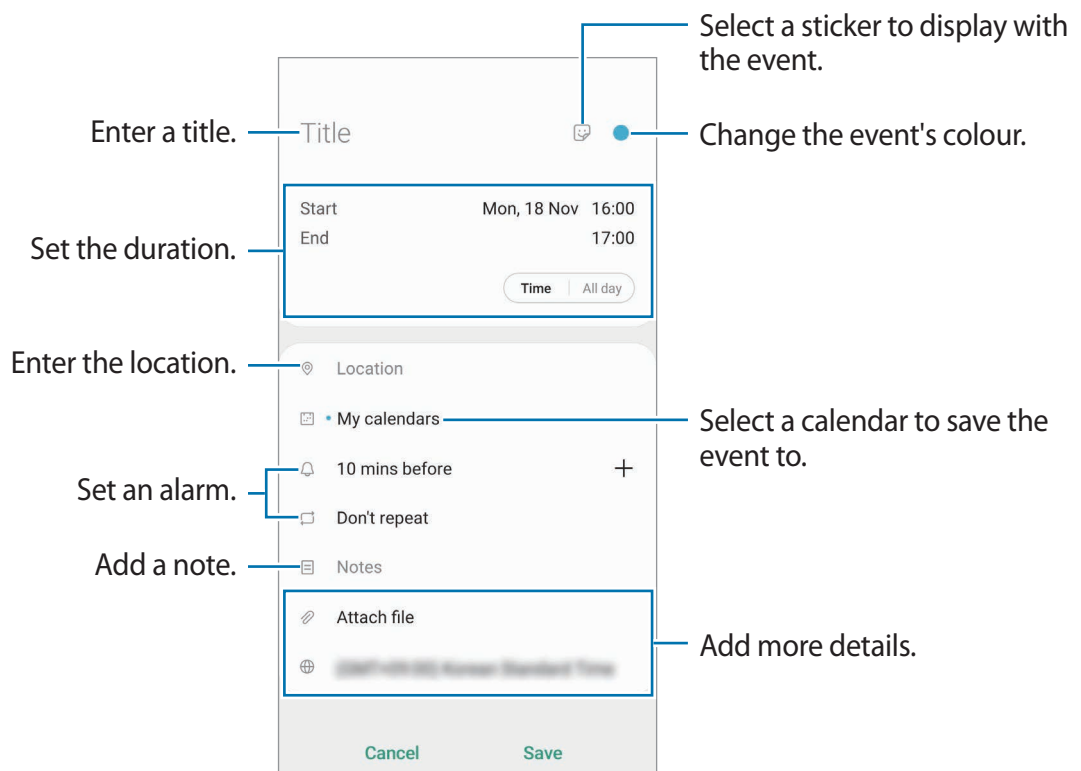 Select a sticker to display with
the event.
Enter a title.
Title
Change the event's colour.
Start
Mon, 18 Nov 16:00
End
17:00
Set the duration.
Time
All day
Enter the location.
Location
My calendars
Select a calendar to save the
event to.
10 mins before
Set an alarm.
Don't repeat
Add a note.
Notes
Attach file
Add more details.
Cancel
Save